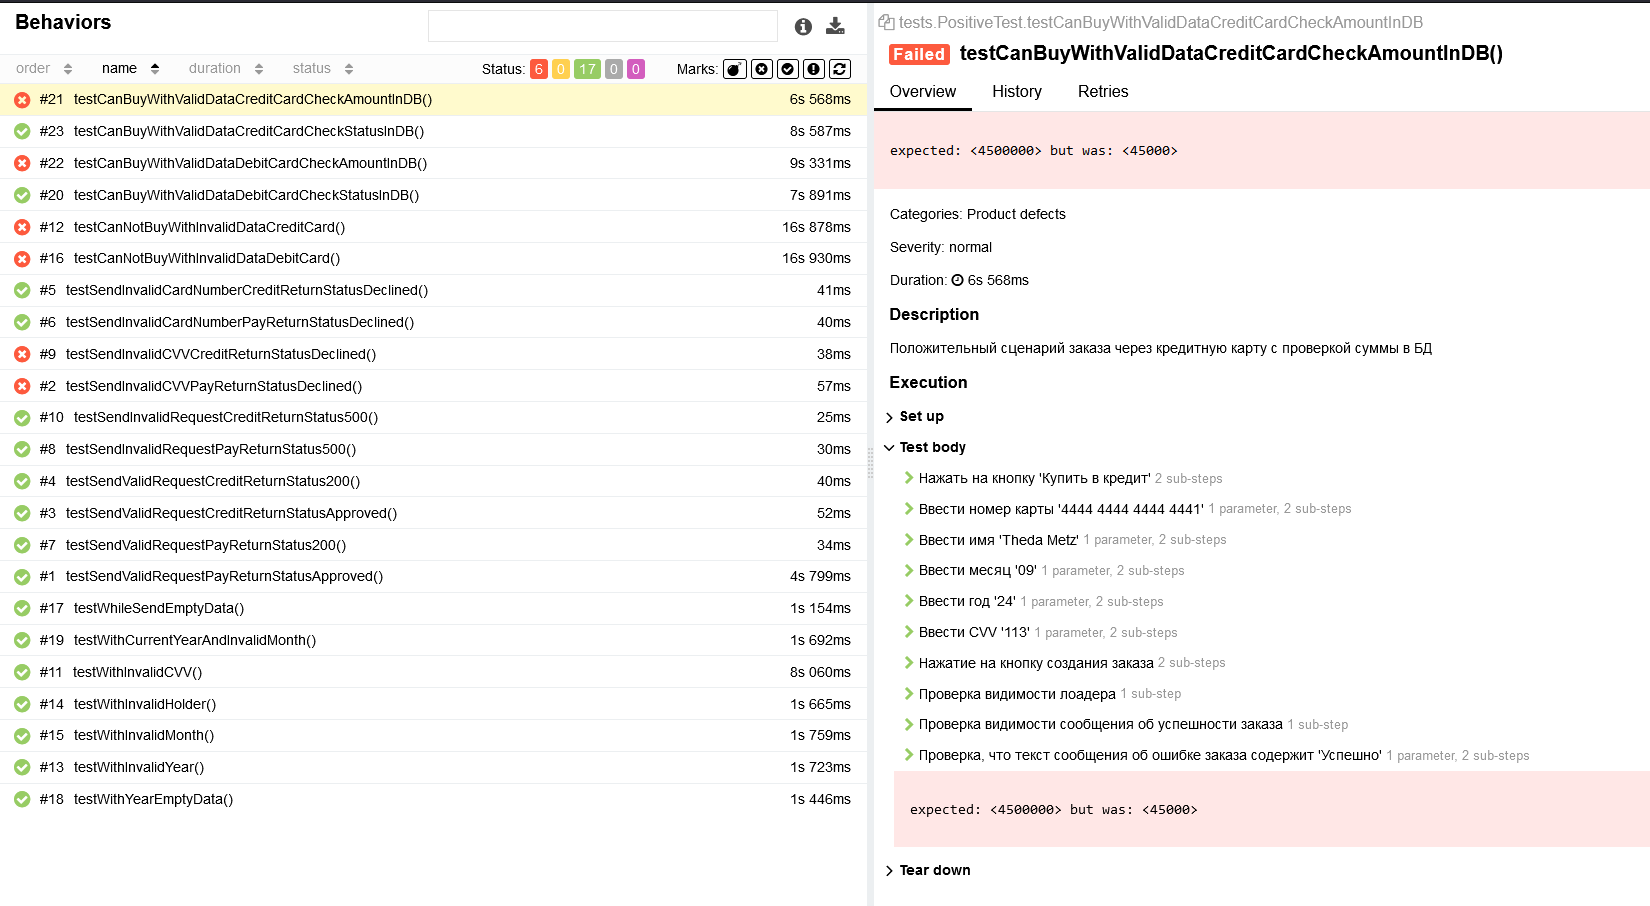 Behaviors
order name duration status Status: 6 0 17 0 0 Marks:
#21 testCanBuyWithValidDataCreditCardCheckAmountInDB() 6s 568ms
#23 testCanBuyWithValidDataCreditCardCheckStatusInDB() 8s 587ms
#22 testCanBuyWithValidDataDebitCardCheckAmountInDB() 9s 331ms
#20 testCanBuyWithValidDataDebitCardCheckStatusInDB() 7s 891ms
#12 testCanNotBuyWithInvalidDataCreditCard() 16s 878ms
#16 testCanNotBuyWithInvalidDataDebitCard() 16s 930ms
#5 testSendInvalidCardNumberCreditReturnStatusDeclined() 41ms
#6 testSendInvalidCardNumberPayReturnStatusDeclined() 40ms
#9 testSendInvalidCVVCreditReturnStatusDeclined() 38ms
#2 testSendInvalidCVVPayReturnStatusDeclined() 57ms
#10 testSendInvalidRequestCreditReturnStatus500() 25ms
#8 testSendInvalidRequestPayReturnStatus500() 30ms
#4 testSendValidRequestCreditReturnStatus200() 40ms
#3 testSendValidRequestCreditReturnStatusApproved() 52ms
#7 testSendValidRequestPayReturnStatus200() 34ms
#1 testSendValidRequestPayReturnStatusApproved() 4s 799ms
#17 testWhileSendEmptyData() 1s 154ms
#19 testWithCurrentYearAndInvalidMonth() 1s 692ms
#11 testWithInvalidCVV() 8s 060ms
#14 testWithInvalidHolder() 1s 665ms
#15 testWithInvalidMonth() 1s 759ms
#13 testWithInvalidYear() 1s 723ms
#18 testWithYearEmptyData() 1s 446ms
tests.PositiveTest.testCanBuyWithValidDataCreditCardCheckAmountInDB
Failed testCanBuyWithValidDataCreditCardCheckAmountInDB()
Overview History Retries
expected: <4500000> but was: <45000>
Categories: Product defects
Severity: normal
Duration: 6s 568ms
Description
Положительный сценарий заказа через кредитную карту с проверкой суммы в БД
Execution
Set up
Test body
Нажать на кнопку 'Купить в кредит' 2 sub-steps
Ввести номер карты '4444 4444 4444 4441' 1 parameter, 2 sub-steps
Ввести имя 'Theda Metz' 1 parameter, 2 sub-steps
Ввести месяц '09' 1 parameter, 2 sub-steps
Ввести год '24' 1 parameter, 2 sub-steps
Ввести CVV '113' 1 parameter, 2 sub-steps
Нажатие на кнопку создания заказа 2 sub-steps
Проверка видимости лоадера 1 sub-step
Проверка видимости сообщения об успешности заказа 1 sub-step
Проверка, что текст сообщения об ошибке заказа содержит 'Успешно' 1 parameter, 2 sub-steps
expected: <4500000> but was: <45000>
Tear down